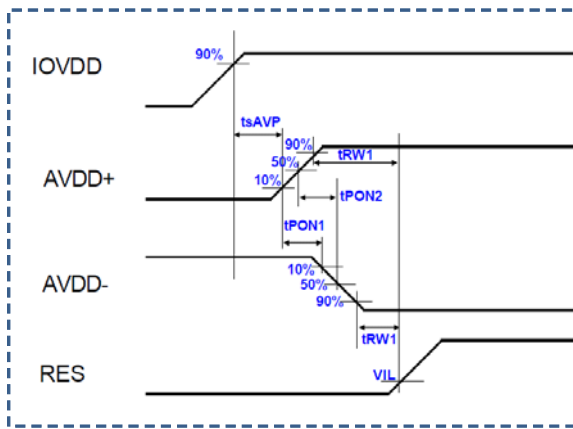 IOVDD
90%
tsAVP
AVDD+
90%
50%
10%
tRW1
tPON2
tPON1
AVDD-
10%
50%
90%
tRW1
RES
VIL